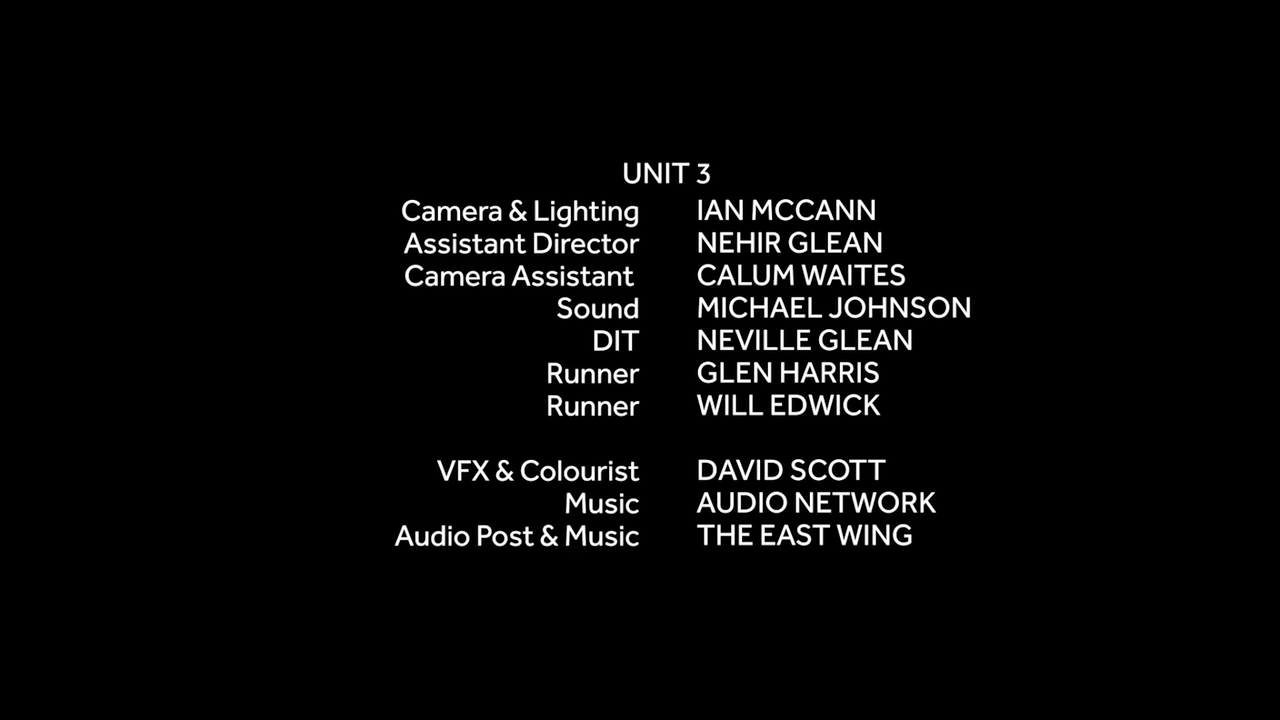 UNIT 3
Camera & Lighting IAN MCCANN
Assistant Director NEHIR GLEAN
Camera Assistant CALUM WAITES
Sound MICHAEL JOHNSON
DIT NEVILLE GLEAN
Runner GLEN HARRIS
Runner WILL EDWICK
VFX & Colourist DAVID SCOTT
Music AUDIO NETWORK
Audio Post & Music THE EAST WING